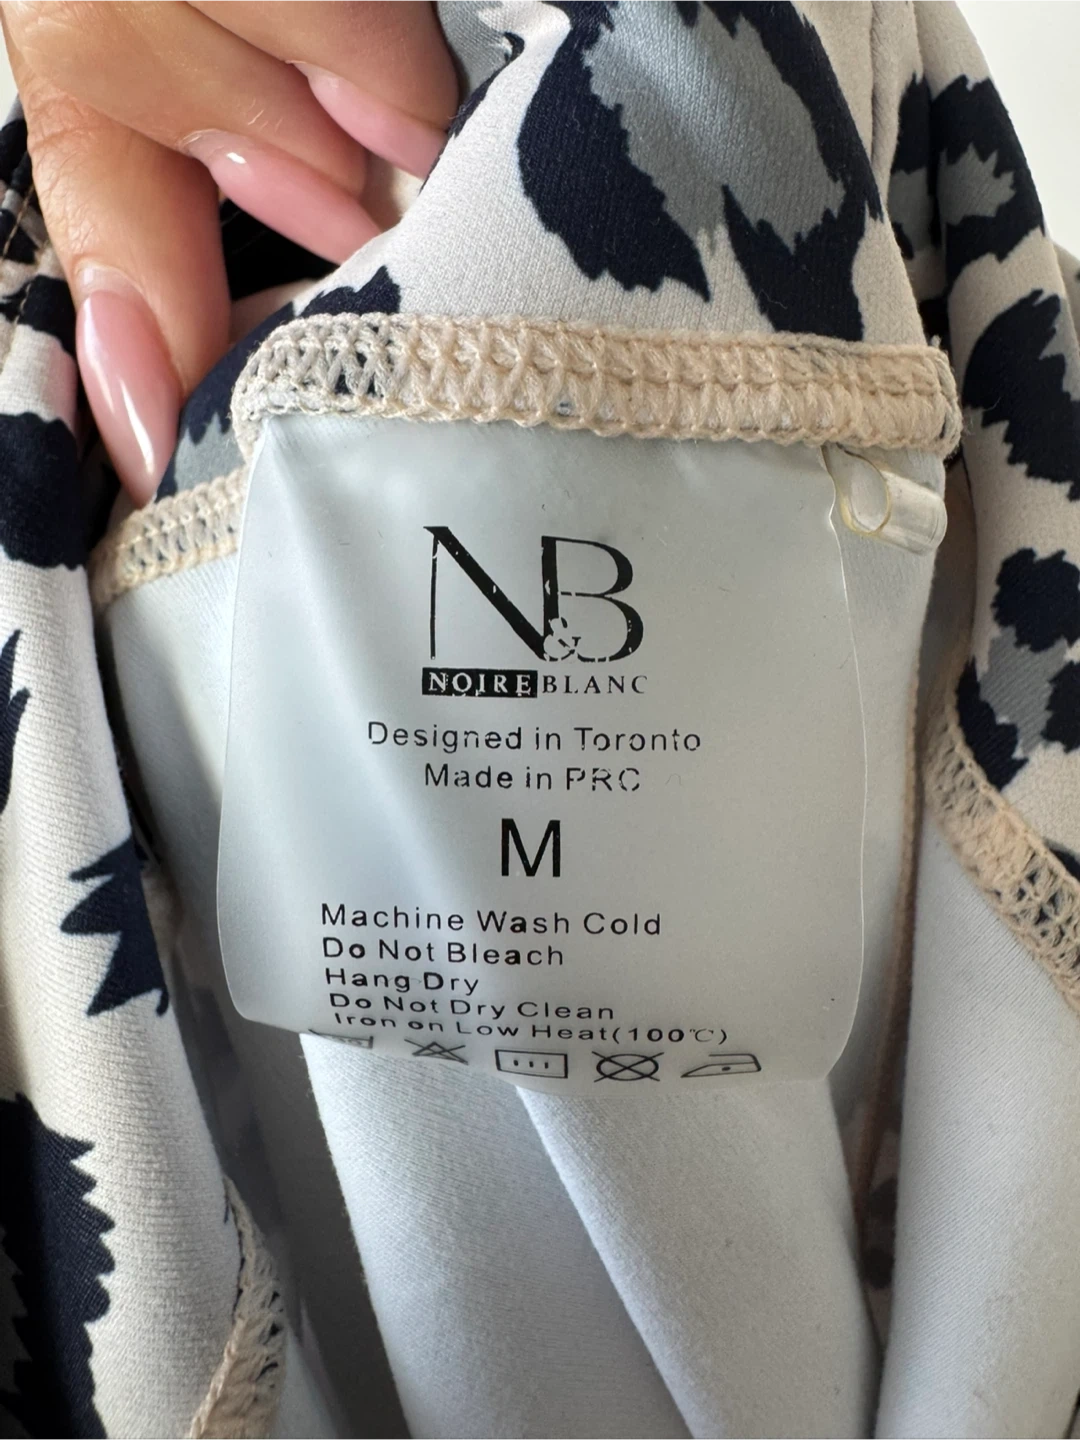 N&B
NOIRE BLANC
Designed in Toronto
Made in PRC
M
Machine Wash Cold
Do Not Bleach
Hang Dry
Do Not Dry Clean
Iron on Low Heat(100℃)